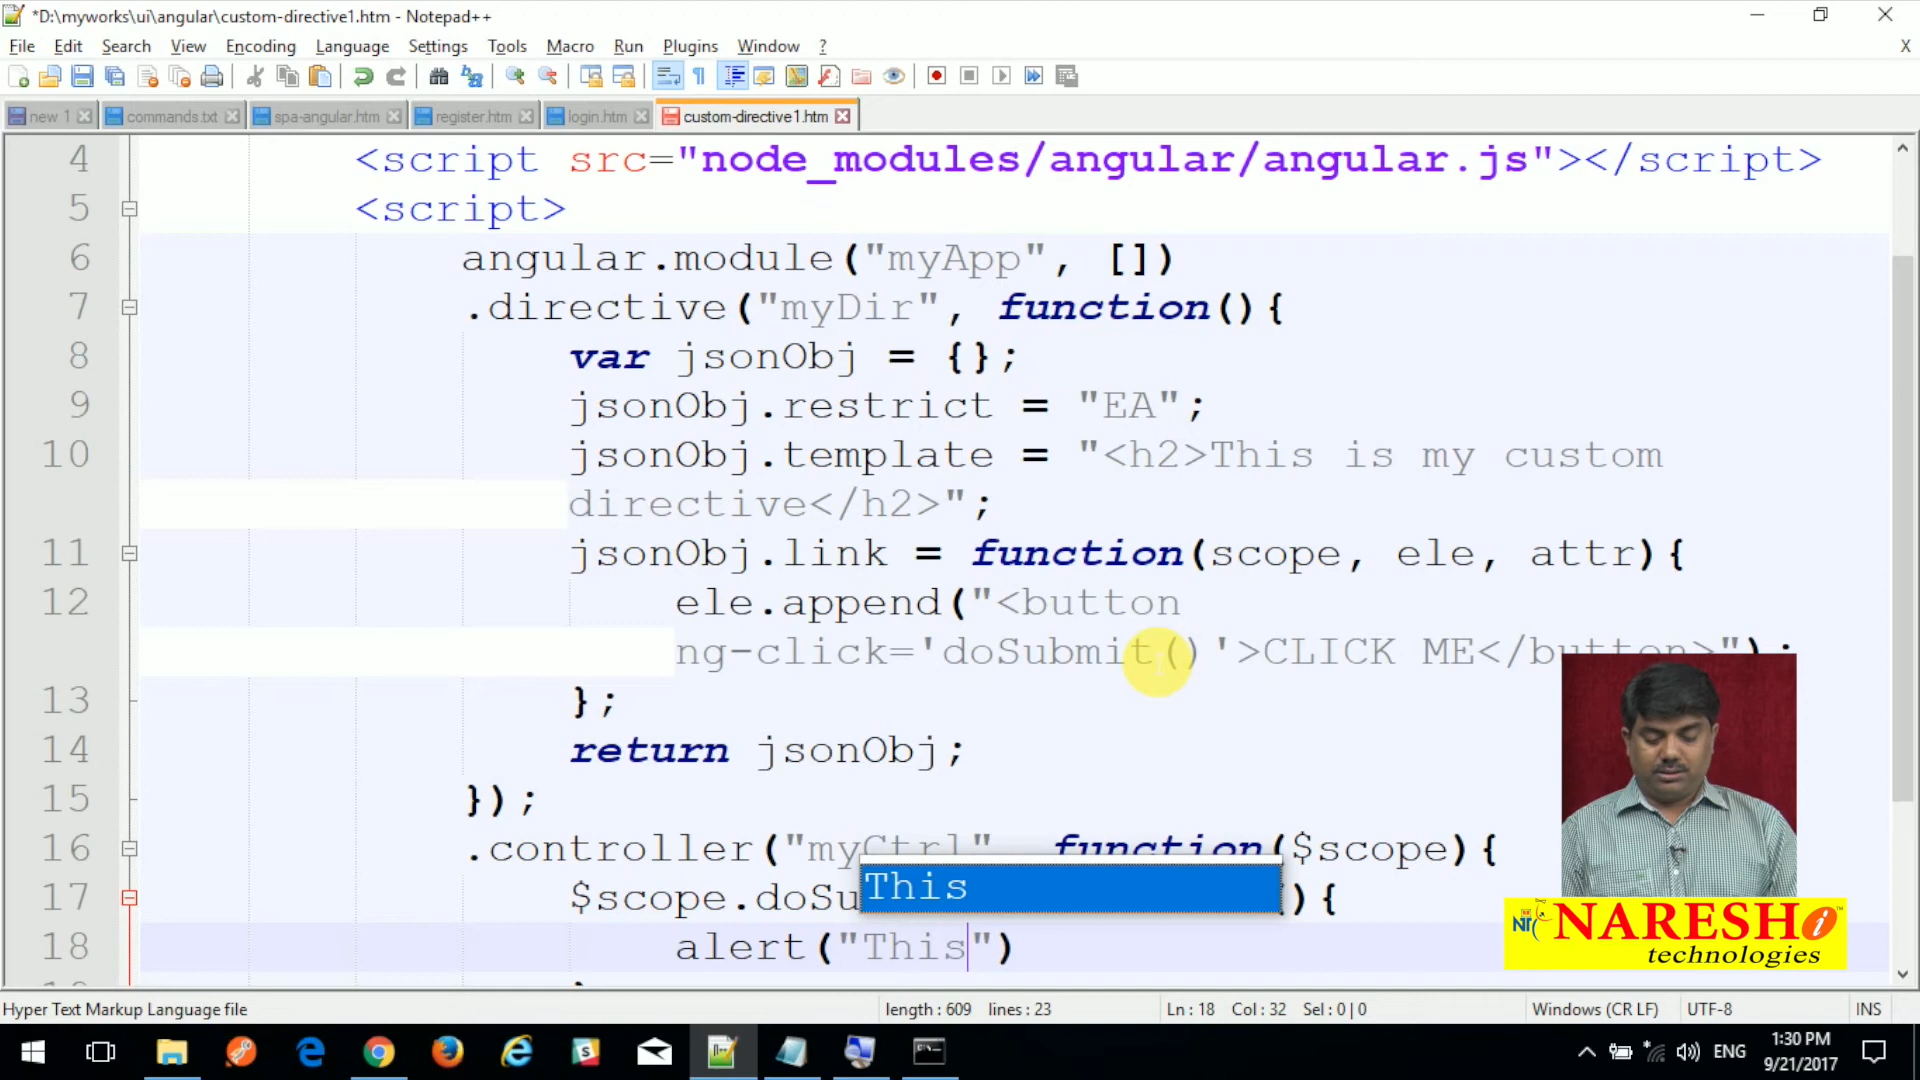 *D:\myworks\ui\angular\custom-directive1.htm - Notepad++
File Edit Search View Encoding Language Settings Tools Macro Run Plugins Window ? X
new 1 commands.txt spa-angular.htm register.htm login.htm custom-directive1.htm
4 <script src="node_modules/angular/angular.js"></script>
5 <script>
6 angular.module("myApp", [])
7 .directive("myDir", function(){
8 var jsonObj = {};
9 jsonObj.restrict = "EA";
10 jsonObj.template = "<h2>This is my custom
directive</h2>";
11 jsonObj.link = function(scope, ele, attr){
12 ele.append("<button
ng-click='doSubmit()'>CLICK ME</button>");
13 };
14 return jsonObj;
15 });
16 .controller("myCtrl" function($scope){
This
17 $scope.doSu ){
18 alert("This")
NARESH i
technologies
Hyper Text Markup Language file length : 609 lines : 23 Ln : 18 Col : 32 Sel : 0 | 0 Windows (CR LF) UTF-8 INS
ENG 1:30 PM
9/21/2017